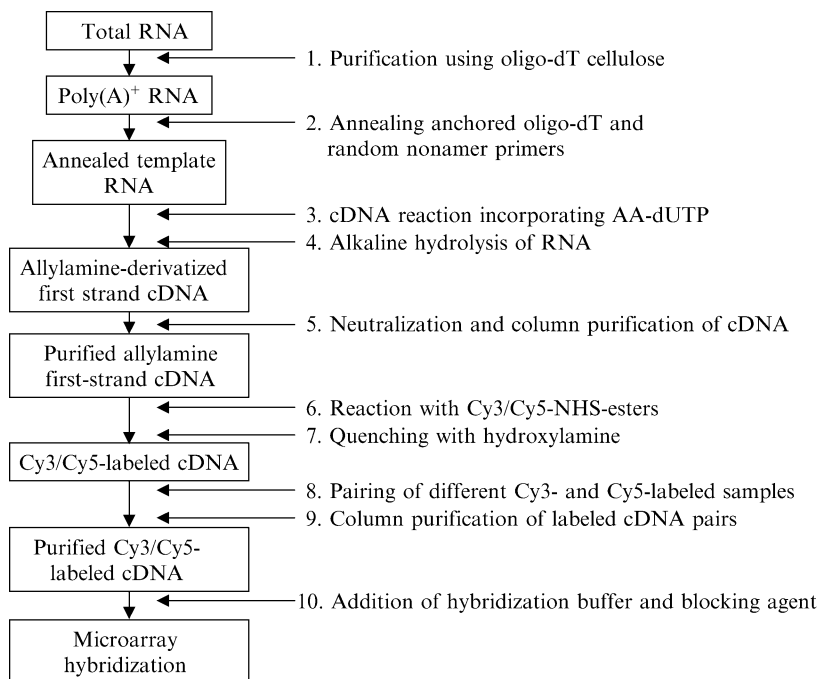 Total RNA
1. Purification using oligo-dT cellulose
Poly(A)+ RNA
2. Annealing anchored oligo-dT and
random nonamer primers
Annealed template
RNA
3. cDNA reaction incorporating AA-dUTP
4. Alkaline hydrolysis of RNA
Allylamine-derivatized
first strand cDNA
5. Neutralization and column purification of cDNA
Purified allylamine
first-strand cDNA
6. Reaction with Cy3/Cy5-NHS-esters
7. Quenching with hydroxylamine
Cy3/Cy5-labeled cDNA
8. Pairing of different Cy3- and Cy5-labeled samples
9. Column purification of labeled cDNA pairs
Purified Cy3/Cy5-
labeled cDNA
10. Addition of hybridization buffer and blocking agent
Microarray
hybridization